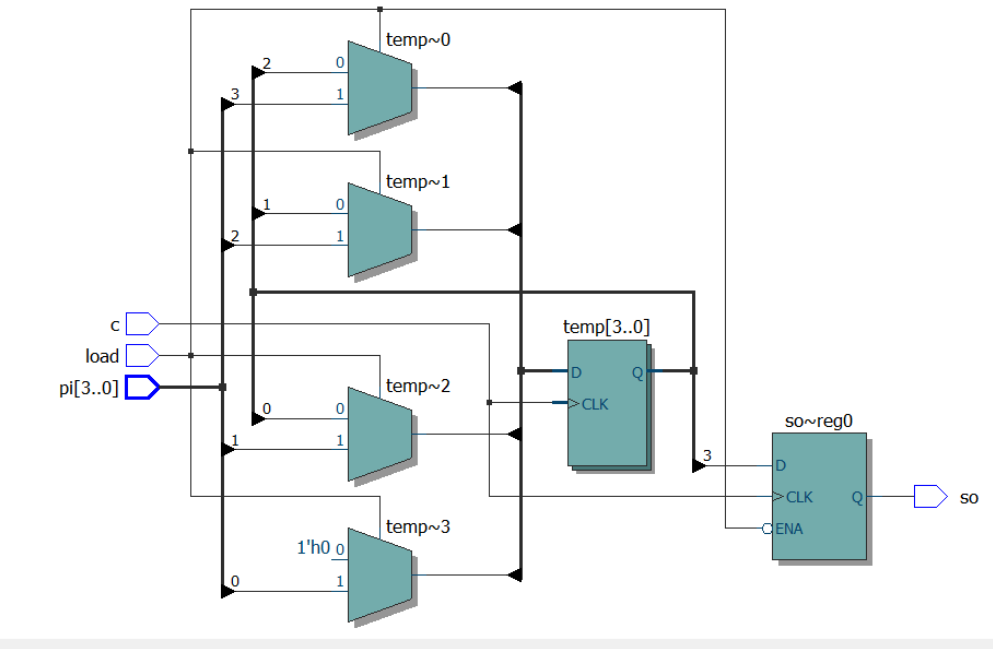 temp~0
2
0
3
1
temp~1
1
0
2
1
c
load
pi[3..0]
temp[3..0]
D
Q
CLK
temp~2
0
0
1
1
so~reg0
3
D
CLK
Q
ENA
so
temp~3
1'h0
0
0
1